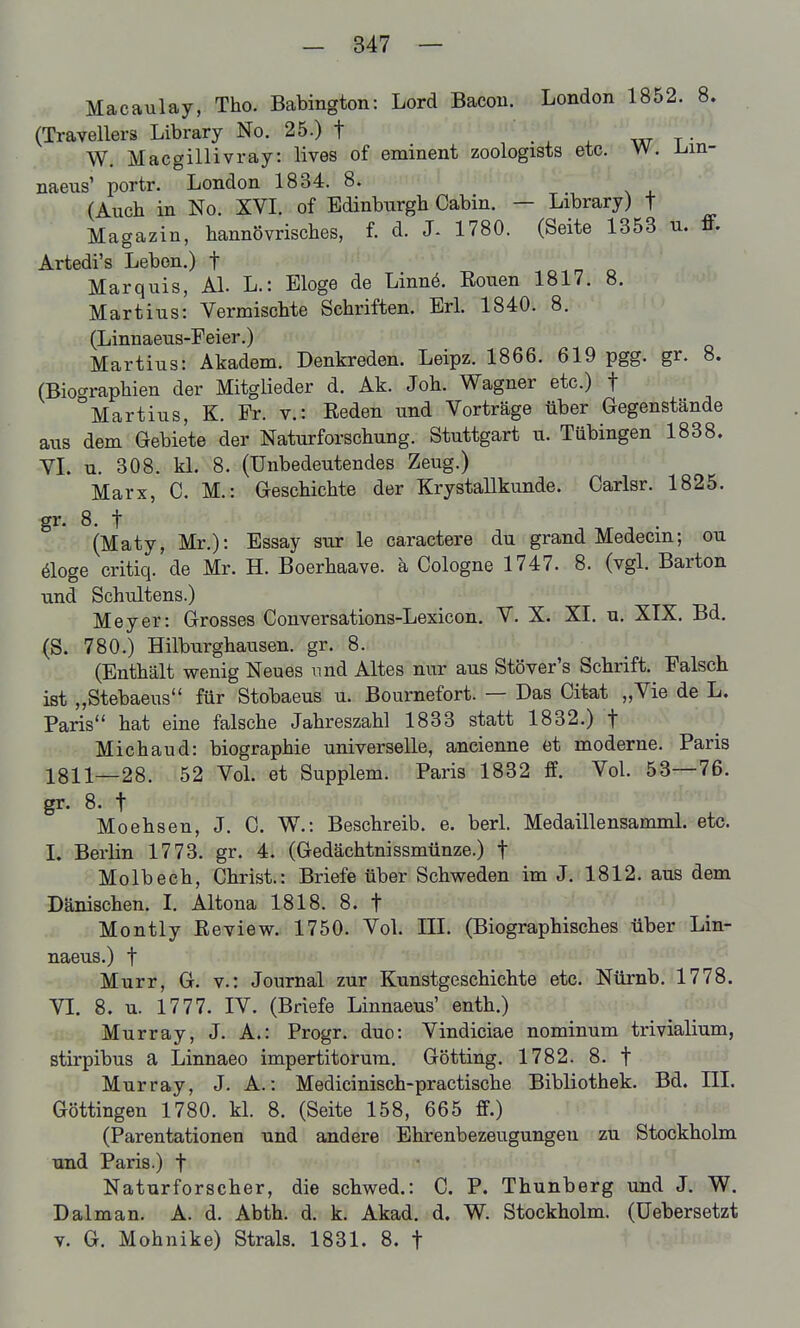 — 347 —
Macaulay, Tho. Babington: Lord Bacon. London 1852. 8.
(Travellers Library No. 25.) †
W. Macgillivray: lives of eminent zoologists etc. W. Lin-
naeus' portr. London 1834. 8.
(Auch in No. XVI. of Edinburgh Cabin. — Library) †
Magazin, hannövrisches, f. d. J. 1780. (Seite 1353 u. ff.
Artedi's Leben.) †
Marquis, Al. L.: Eloge de Linné. Rouen 1817. 8.
Martius: Vermischte Schriften. Erl. 1840. 8.
(Linnaeus-Feier.)
Martius: Akadem. Denkreden. Leipz. 1866. 619 pgg. gr. 8.
(Biographien der Mitglieder d. Ak. Joh. Wagner etc.) †
Martius, K. Fr. v.: Reden und Vorträge über Gegenstände
aus dem Gebiete der Naturforschung. Stuttgart u. Tübingen 1838.
VI. u. 308. kl. 8. (Unbedeutendes Zeug.)
Marx, C. M.: Geschichte der Krystallkunde. Carlsr. 1825.
gr. 8. †
(Maty, Mr.): Essay sur le caractere du grand Medecin; ou
éloge critiq. de Mr. H. Boerhaave. à Cologne 1747. 8. (vgl. Barton
und Schultens.)
Meyer: Grosses Conversations-Lexicon. V. X. XI. u. XIX. Bd.
(S. 780.) Hilburghausen. gr. 8.
(Enthält wenig Neues und Altes nur aus Stöver's Schrift. Falsch
ist „Stebaeus“ für Stobaeus u. Bournefort. — Das Citat „Vie de L.
Paris“ hat eine falsche Jahreszahl 1833 statt 1832.) †
Michaud: biographie universelle, ancienne et moderne. Paris
1811—28. 52 Vol. et Supplem. Paris 1832 ff. Vol. 53—76.
gr. 8. †
Moehsen, J. C. W.: Beschreib. e. berl. Medaillensamml. etc.
I. Berlin 1773. gr. 4. (Gedächtnissmünze.) †
Molbech, Christ.: Briefe über Schweden im J. 1812. aus dem
Dänischen. I. Altona 1818. 8. †
Montly Review. 1750. Vol. III. (Biographisches über Lin-
naeus.) †
Murr, G. v.: Journal zur Kunstgeschichte etc. Nürnb. 1778.
VI. 8. u. 1777. IV. (Briefe Linnaeus' enth.)
Murray, J. A.: Progr. duo: Vindiciae nominum trivialium,
stirpibus a Linnaeo impertitorum. Götting. 1782. 8. †
Murray, J. A.: Medicinisch-practische Bibliothek. Bd. III.
Göttingen 1780. kl. 8. (Seite 158, 665 ff.)
(Parentationen und andere Ehrenbezeugungen zu Stockholm
und Paris.) †
Naturforscher, die schwed.: C. P. Thunberg und J. W.
Dalman. A. d. Abth. d. k. Akad. d. W. Stockholm. (Uebersetzt
v. G. Mohnike) Strals. 1831. 8. †